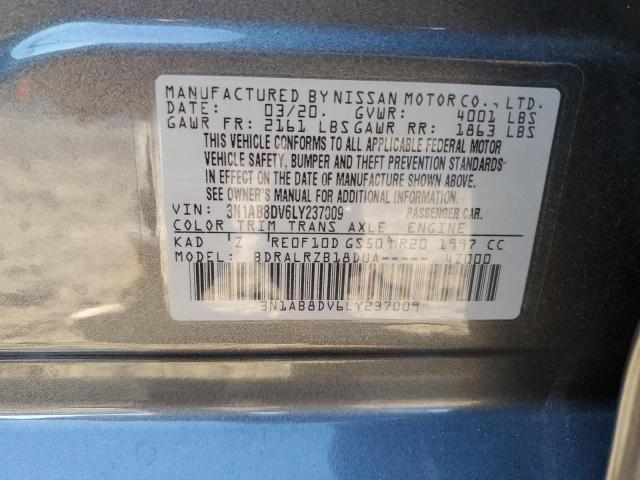 MANUFACTURED BY NISSAN MOTOR CO., LTD.
DATE: 03/20. GVWR: 4001 LBS
GAWR FR: 2161 LBS GAWR RR: 1863 LBS
THIS VEHICLE CONFORMS TO ALL APPLICABLE FEDERAL MOTOR
VEHICLE SAFETY, BUMPER AND THEFT PREVENTION STANDARDS
IN EFFECT ON THE DATE OF MANUFACTURE SHOWN ABOVE.
SEE OWNER'S MANUAL FOR ADDITIONAL INFORMATION.
VIN: 3N1AB8DV6LY237009 PASSENGER CAR.
COLOR TRIM TRANS AXLE ENGINE
KAD Z RE0F10D GS50 MR20 1997 CC
MODEL: BDRALRZB18DUA----- 4Z000
3N1AB8DV6LY237009